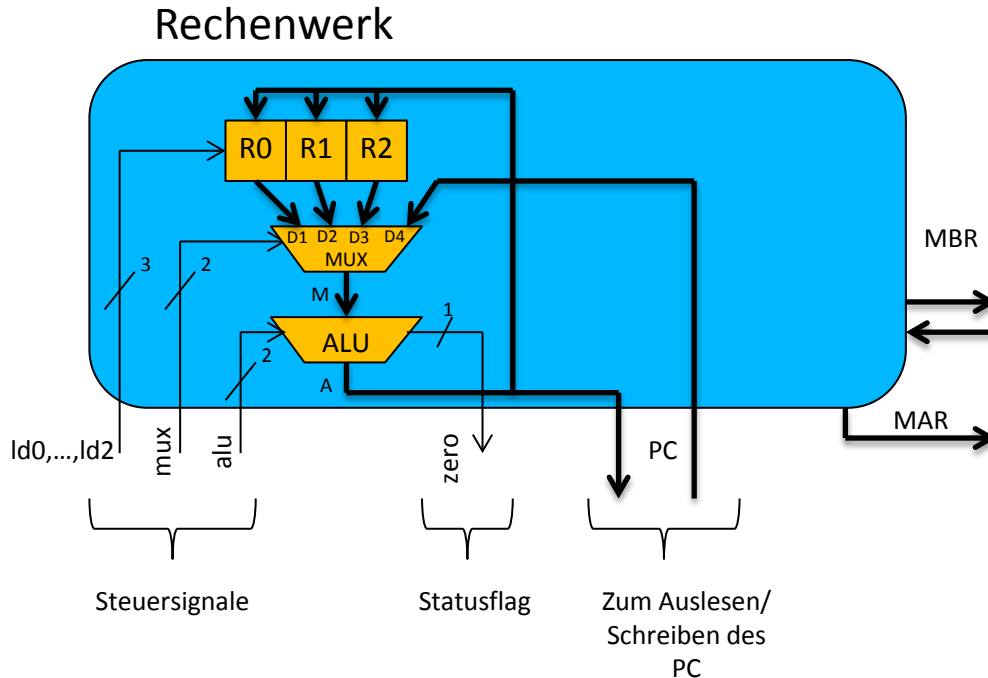 Rechenwerk
R0 R1 R2
D1 D2 D3 D4
MUX
MBR
3
2
M
1
ALU
2
A
MAR
ld0,...,ld2
mux
alu
zero
PC
Steuersignale
Statusflag
Zum Auslesen/
Schreiben des
PC